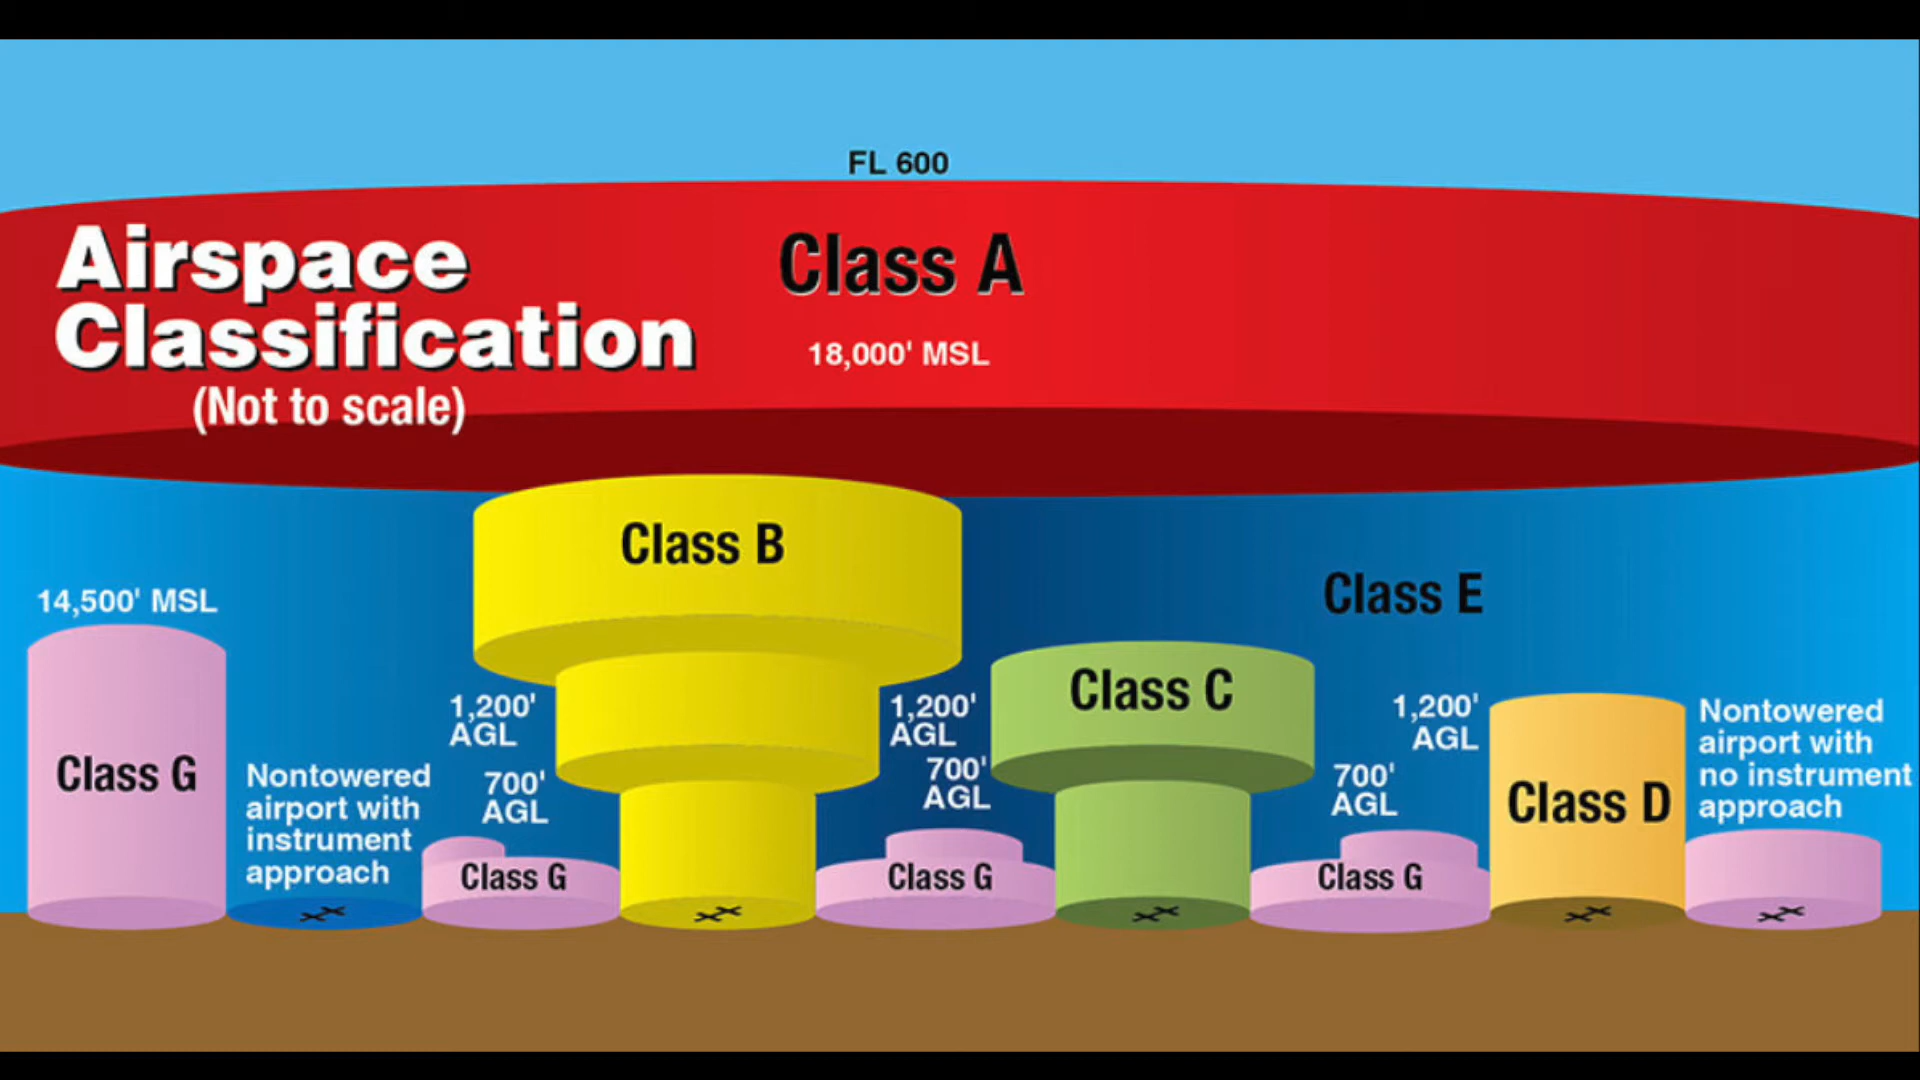 FL 600
Airspace
Classification
(Not to scale)
Class A
18,000' MSL
Class B
Class E
14,500' MSL
Class G
Nontowered
airport with
instrument
approach
1,200'
AGL
700'
AGL
Class G
1,200'
AGL
700'
AGL
Class G
Class C
1,200'
AGL
700'
AGL
Class G
Class D
Nontowered
airport with
no instrument
approach